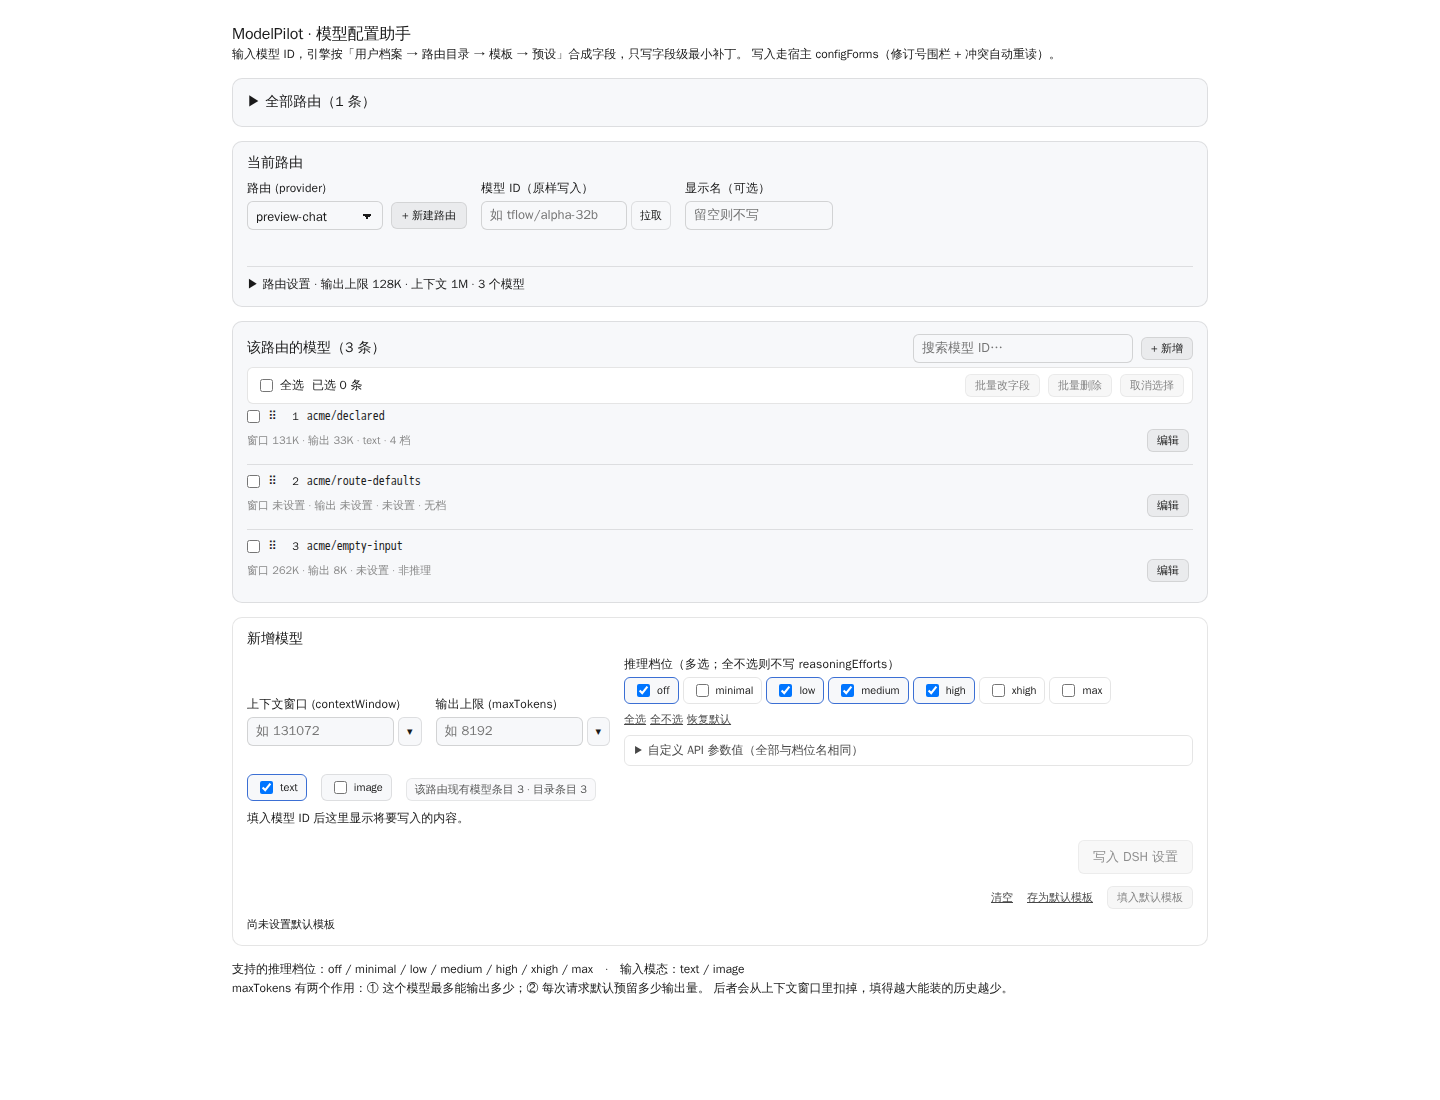 ModelPilot · 模型配置助手
输入模型 ID，引擎按「用户档案 → 路由目录 → 模板 → 预设」合成字段，只写字段级最小补丁。 写入走宿主 configForms（修订号围栏 + 冲突自动重读）。
▶ 全部路由（1 条）
当前路由
路由 (provider) 模型 ID（原样写入） 显示名（可选）
preview-chat + 新建路由 如 tflow/alpha-32b 拉取 留空则不写
▶ 路由设置 · 输出上限 128K · 上下文 1M · 3 个模型
该路由的模型（3 条） 搜索模型 ID… + 新增
全选 已选 0 条 批量改字段 批量删除 取消选择
⠿ 1 acme/declared
窗口 131K · 输出 33K · text · 4 档 编辑
⠿ 2 acme/route-defaults
窗口 未设置 · 输出 未设置 · 未设置 · 无档 编辑
⠿ 3 acme/empty-input
窗口 262K · 输出 8K · 未设置 · 非推理 编辑
新增模型
推理档位（多选；全不选则不写 reasoningEfforts）
off minimal low medium high xhigh max
上下文窗口 (contextWindow) 输出上限 (maxTokens)
全选 全不选 恢复默认
如 131072 ▾ 如 8192 ▾
▶ 自定义 API 参数值（全部与档位名相同）
text image 该路由现有模型条目 3 · 目录条目 3
填入模型 ID 后这里显示将要写入的内容。
写入 DSH 设置
清空 存为默认模板 填入默认模板
尚未设置默认模板
支持的推理档位：off / minimal / low / medium / high / xhigh / max · 输入模态：text / image
maxTokens 有两个作用：① 这个模型最多能输出多少；② 每次请求默认预留多少输出量。 后者会从上下文窗口里扣掉，填得越大能装的历史越少。